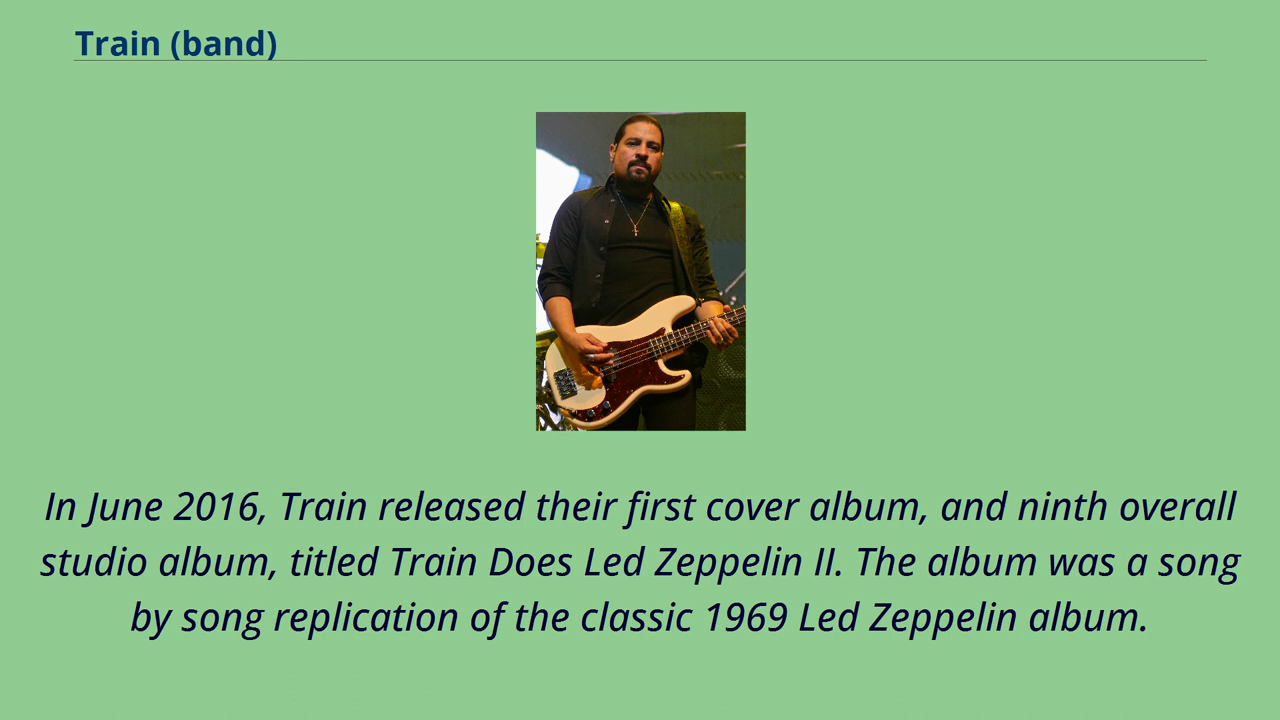 Train (band)
In June 2016, Train released their first cover album, and ninth overall
studio album, titled Train Does Led Zeppelin II. The album was a song
by song replication of the classic 1969 Led Zeppelin album.